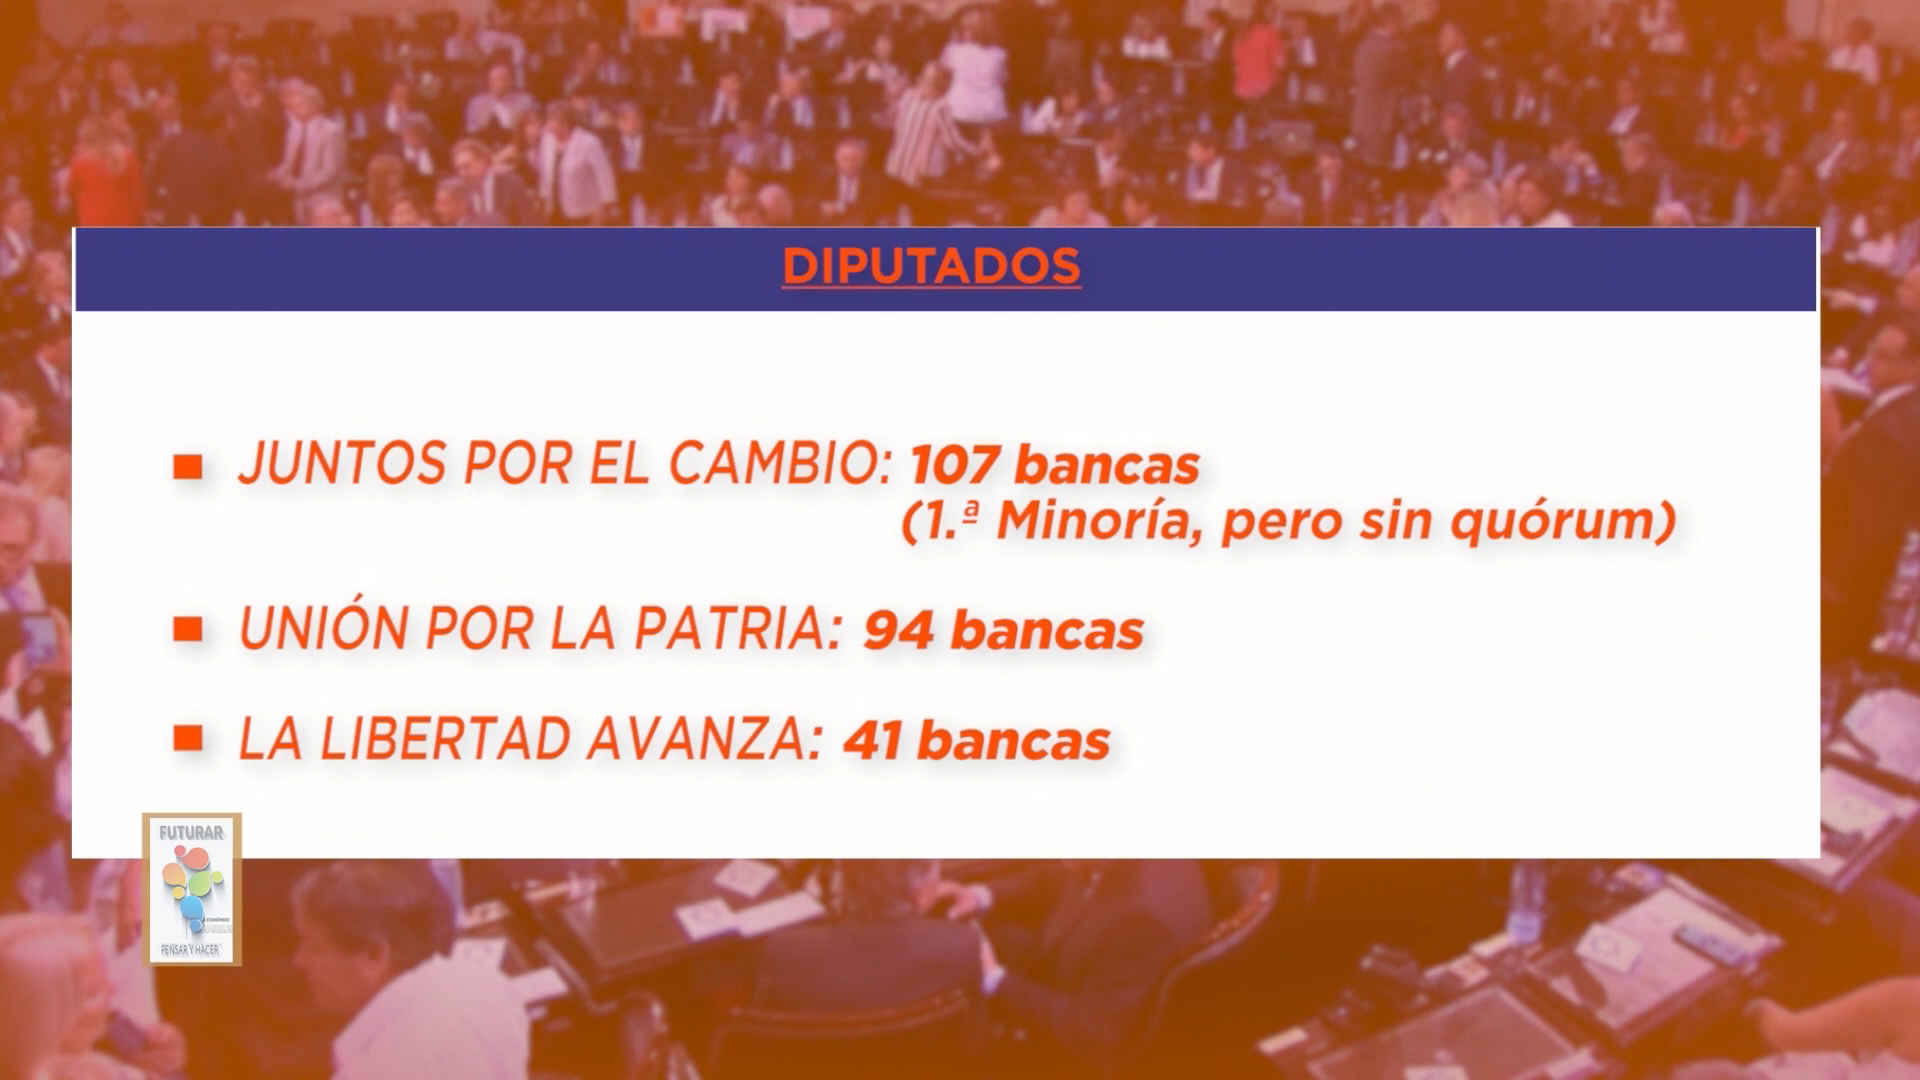 DIPUTADOS
JUNTOS POR EL CAMBIO: 107 bancas
(1.ª Minoría, pero sin quórum)
UNIÓN POR LA PATRIA: 94 bancas
LA LIBERTAD AVANZA: 41 bancas
FUTURAR
ECONÓMICO
PENSAR Y HACER